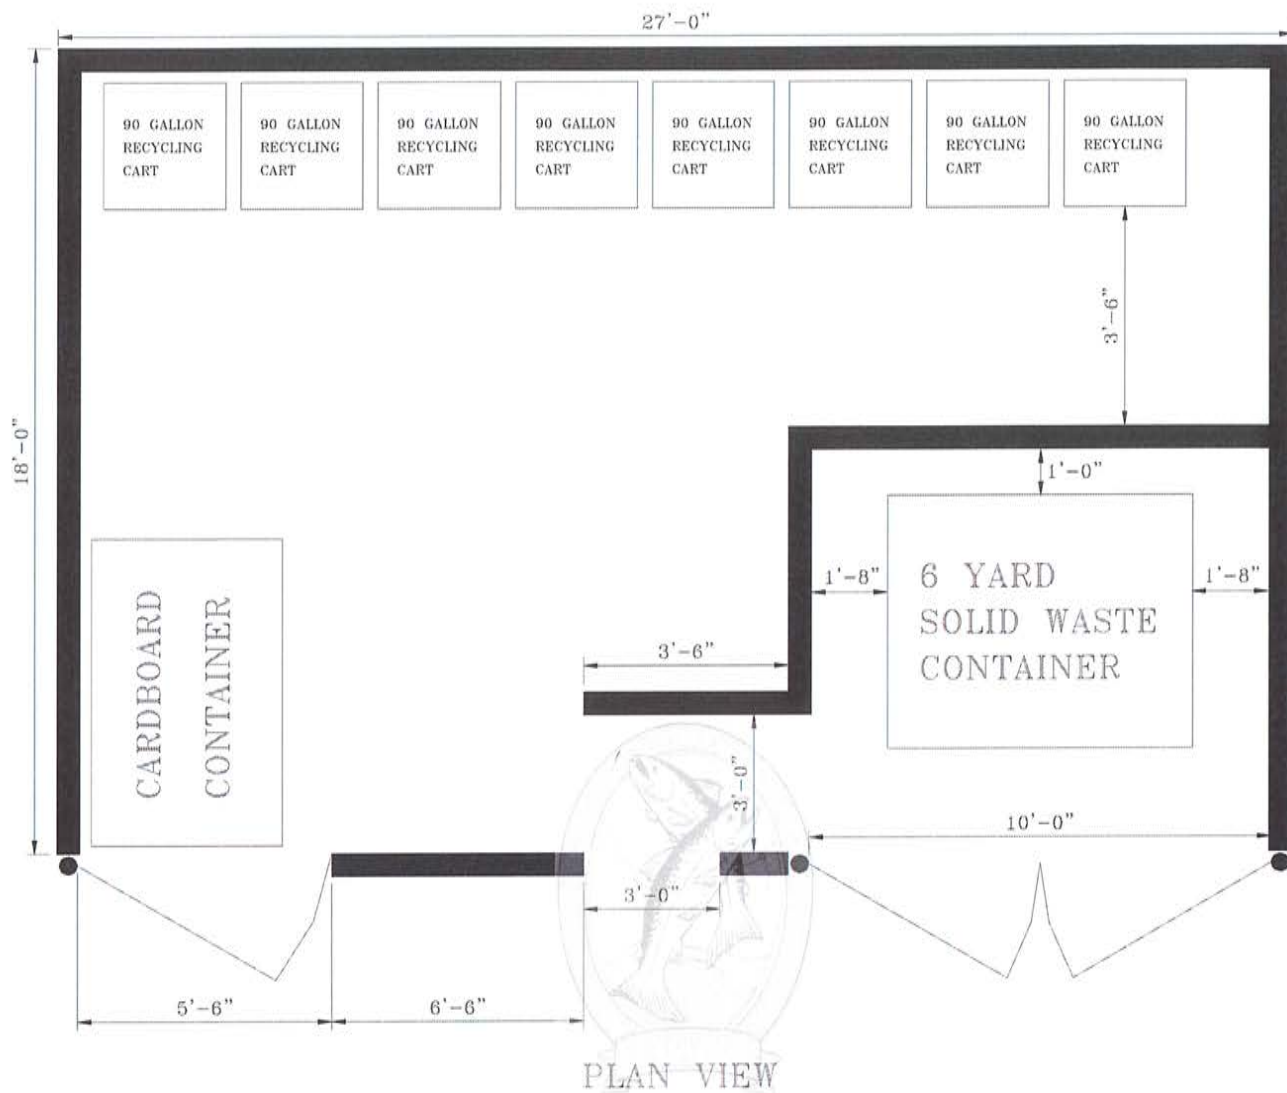 27'-0"
90 GALLON
RECYCLING
CART
90 GALLON
RECYCLING
CART
90 GALLON
RECYCLING
CART
90 GALLON
RECYCLING
CART
90 GALLON
RECYCLING
CART
90 GALLON
RECYCLING
CART
90 GALLON
RECYCLING
CART
90 GALLON
RECYCLING
CART
3'-6"
18'-0"
1'-0"
1'-8"
6 YARD
SOLID WASTE
CONTAINER
1'-8"
CARDBOARD
CONTAINER
3'-6"
3'-0"
10'-0"
3'-0"
5'-6"
6'-6"
PLAN VIEW